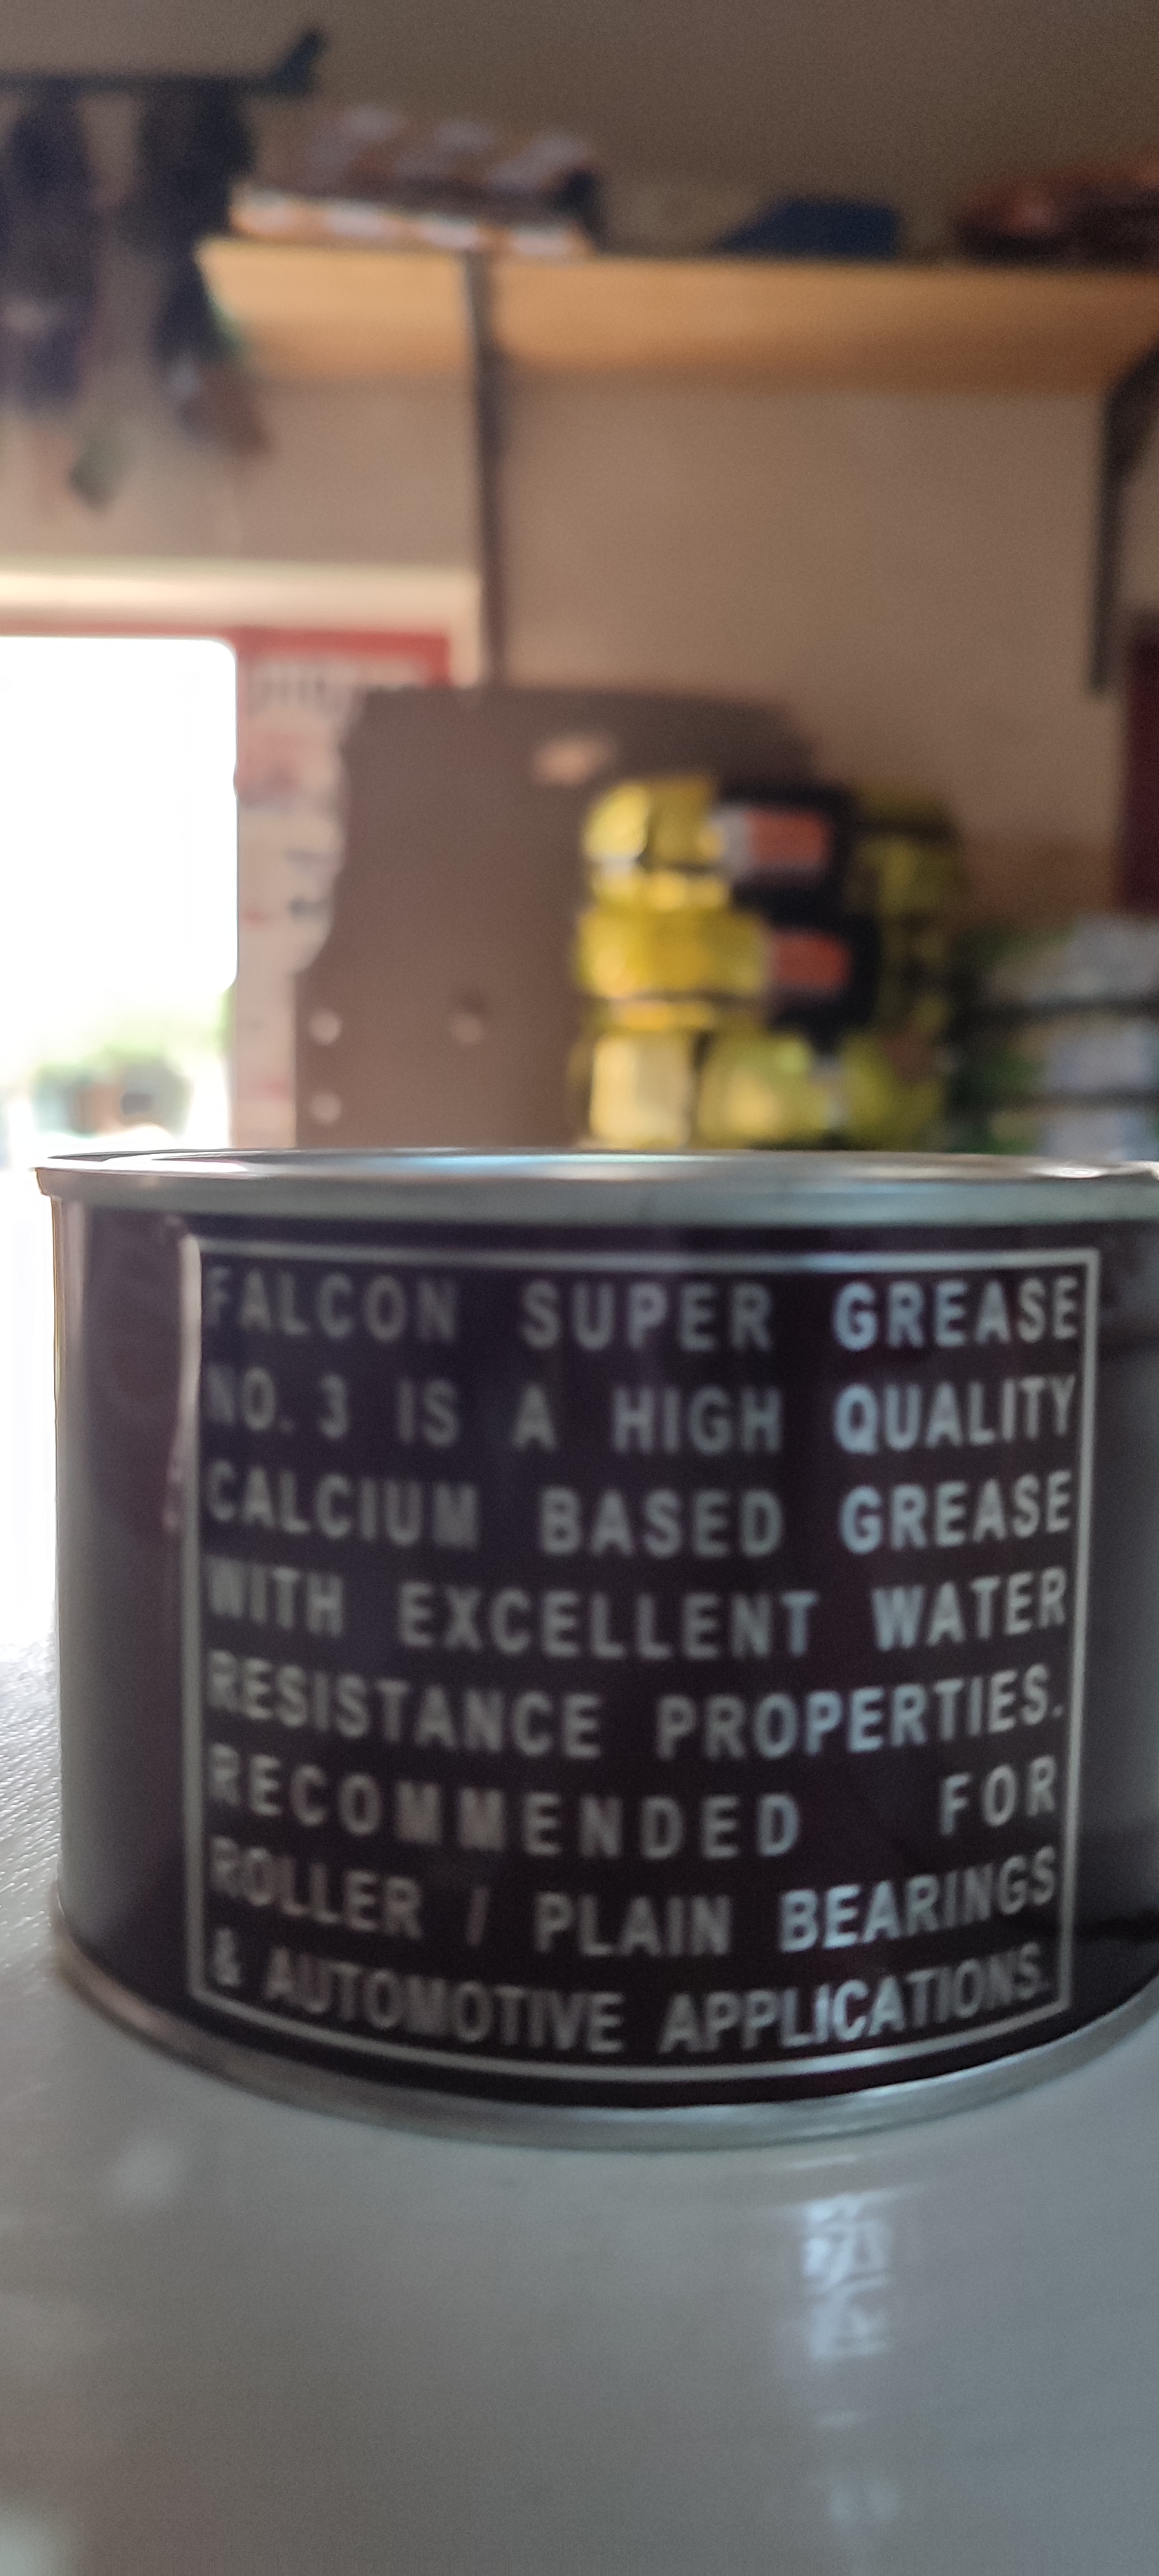 FALCON SUPER GREASE
NO. 3 IS A HIGH QUALITY
CALCIUM BASED GREASE
WITH EXCELLENT WATER
RESISTANCE PROPERTIES.
RECOMMENDED FOR
ROLLER / PLAIN BEARINGS
& AUTOMOTIVE APPLICATIONS.